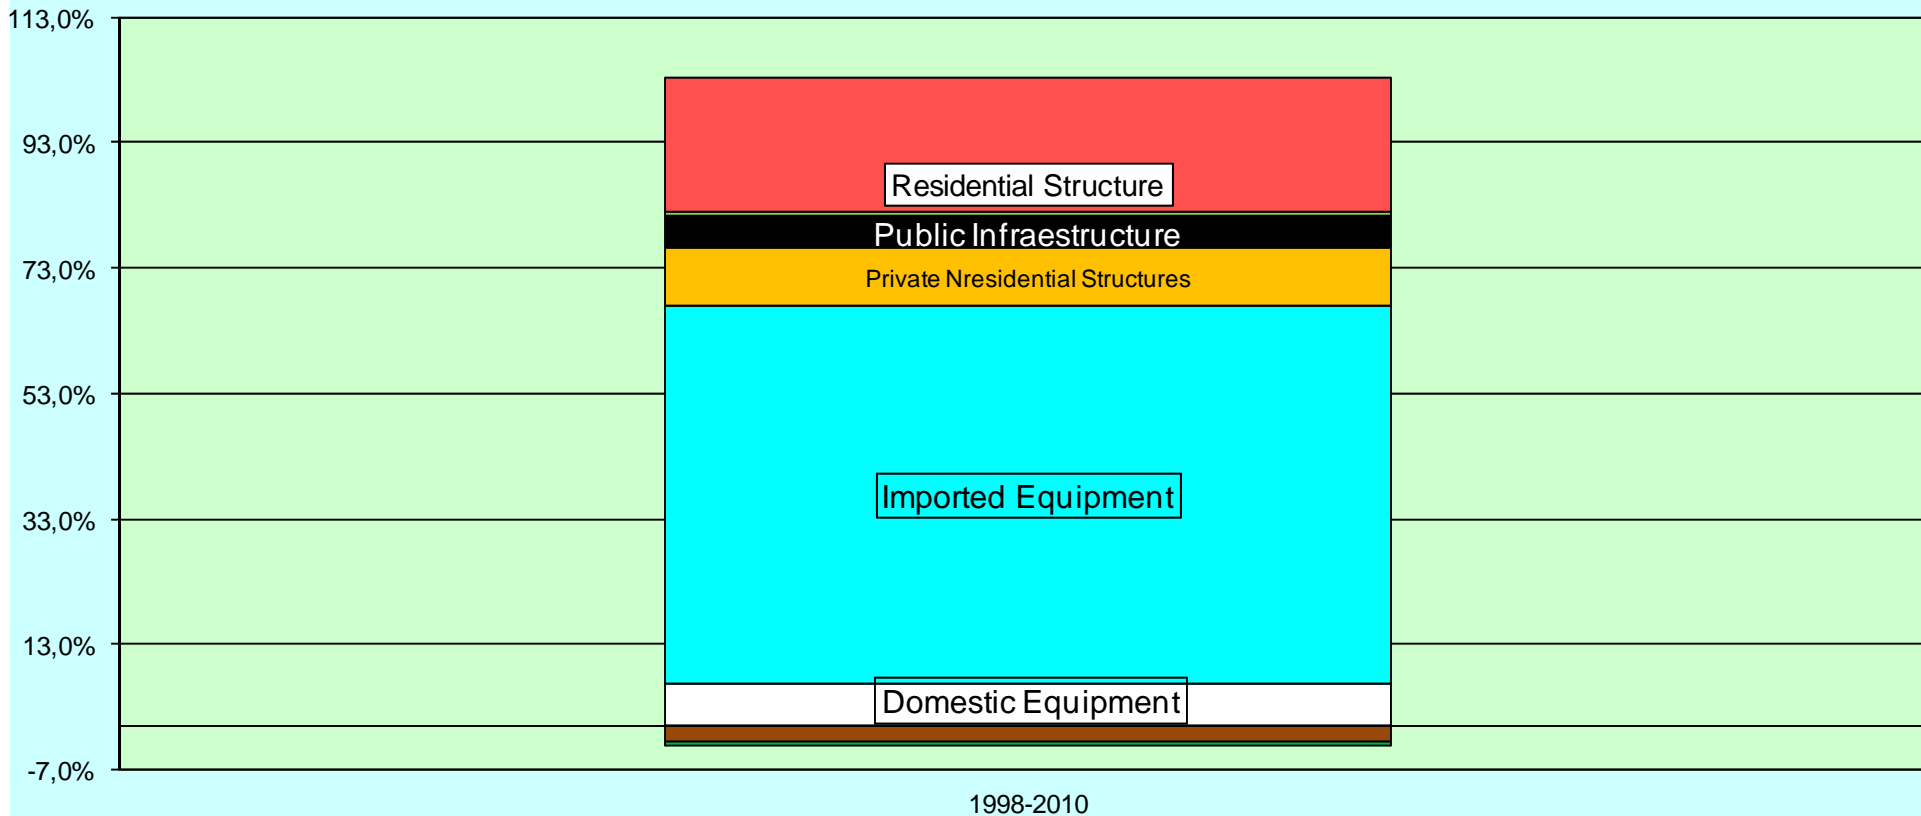 113,0%
93,0%
73,0%
53,0%
33,0%
13,0%
-7,0%
Residential Structure
Public Infraestructure
Private Nresidential Structures
Imported Equipment
Domestic Equipment
1998-2010